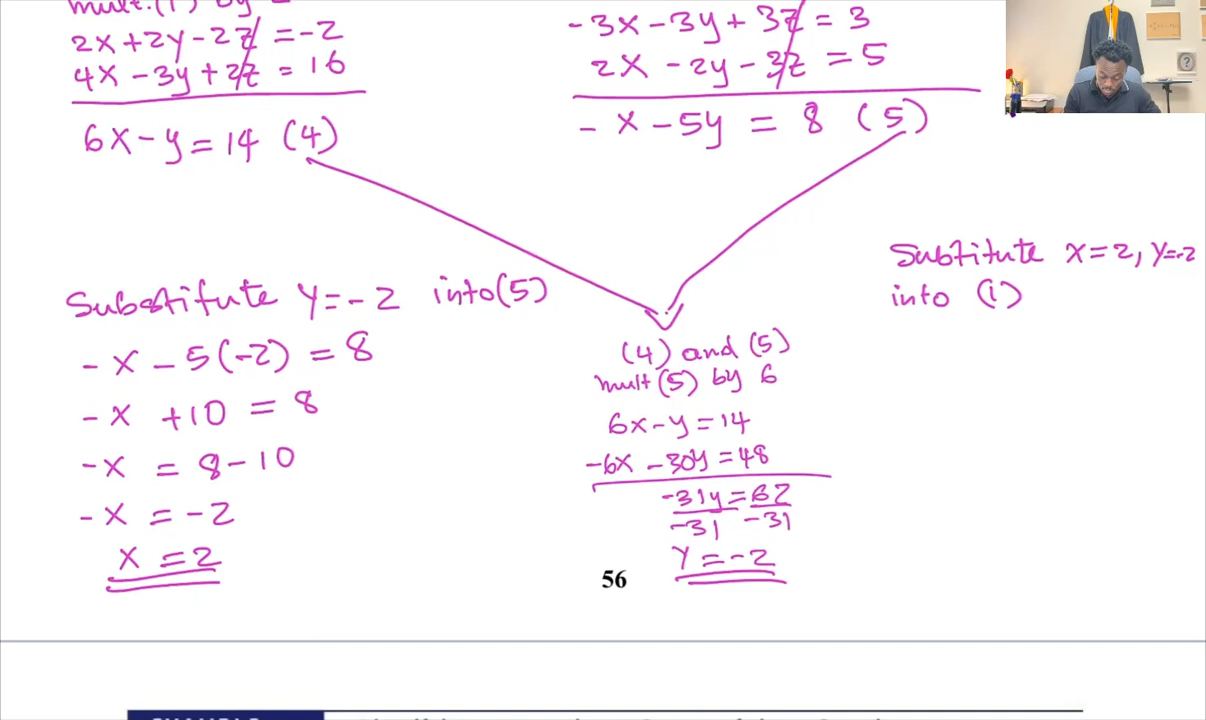 mult.(1) by
2x+2y-2z = -2
4x -3y+2z = 16
6x-y=14 (4)
-3x-3y+3z = 3
2x -2y-3z = 5
-x-5y = 8 (5)
Substitute x=2, y=-2
into (1)
Substitute y=-2 into(5)
-x -5(-2) = 8
-x +10 = 8
-x = 8-10
-x = -2
x = 2
(4) and (5)
mult (5) by 6
6x-y=14
-6x -30y=48
-31y=62
-31 -31
y=-2
56